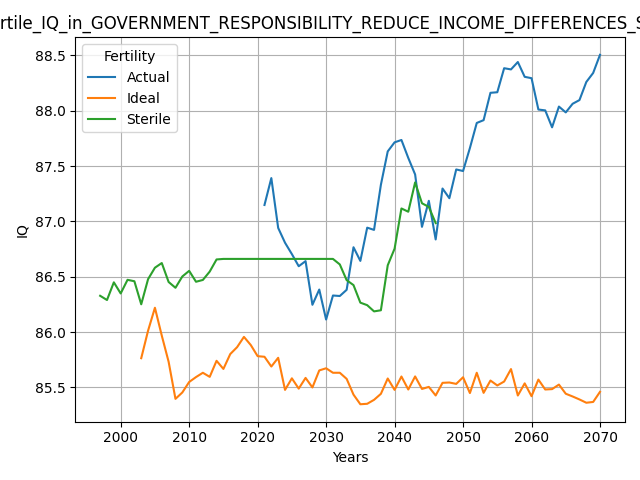 rtile_IQ_in_GOVERNMENT_RESPONSIBILITY_REDUCE_INCOME_DIFFERENCES_S
88.5
88.0
87.5
87.0
86.5
86.0
85.5
IQ
Fertility
Actual
Ideal
Sterile
2000 2010 2020 2030 2040 2050 2060 2070
Years